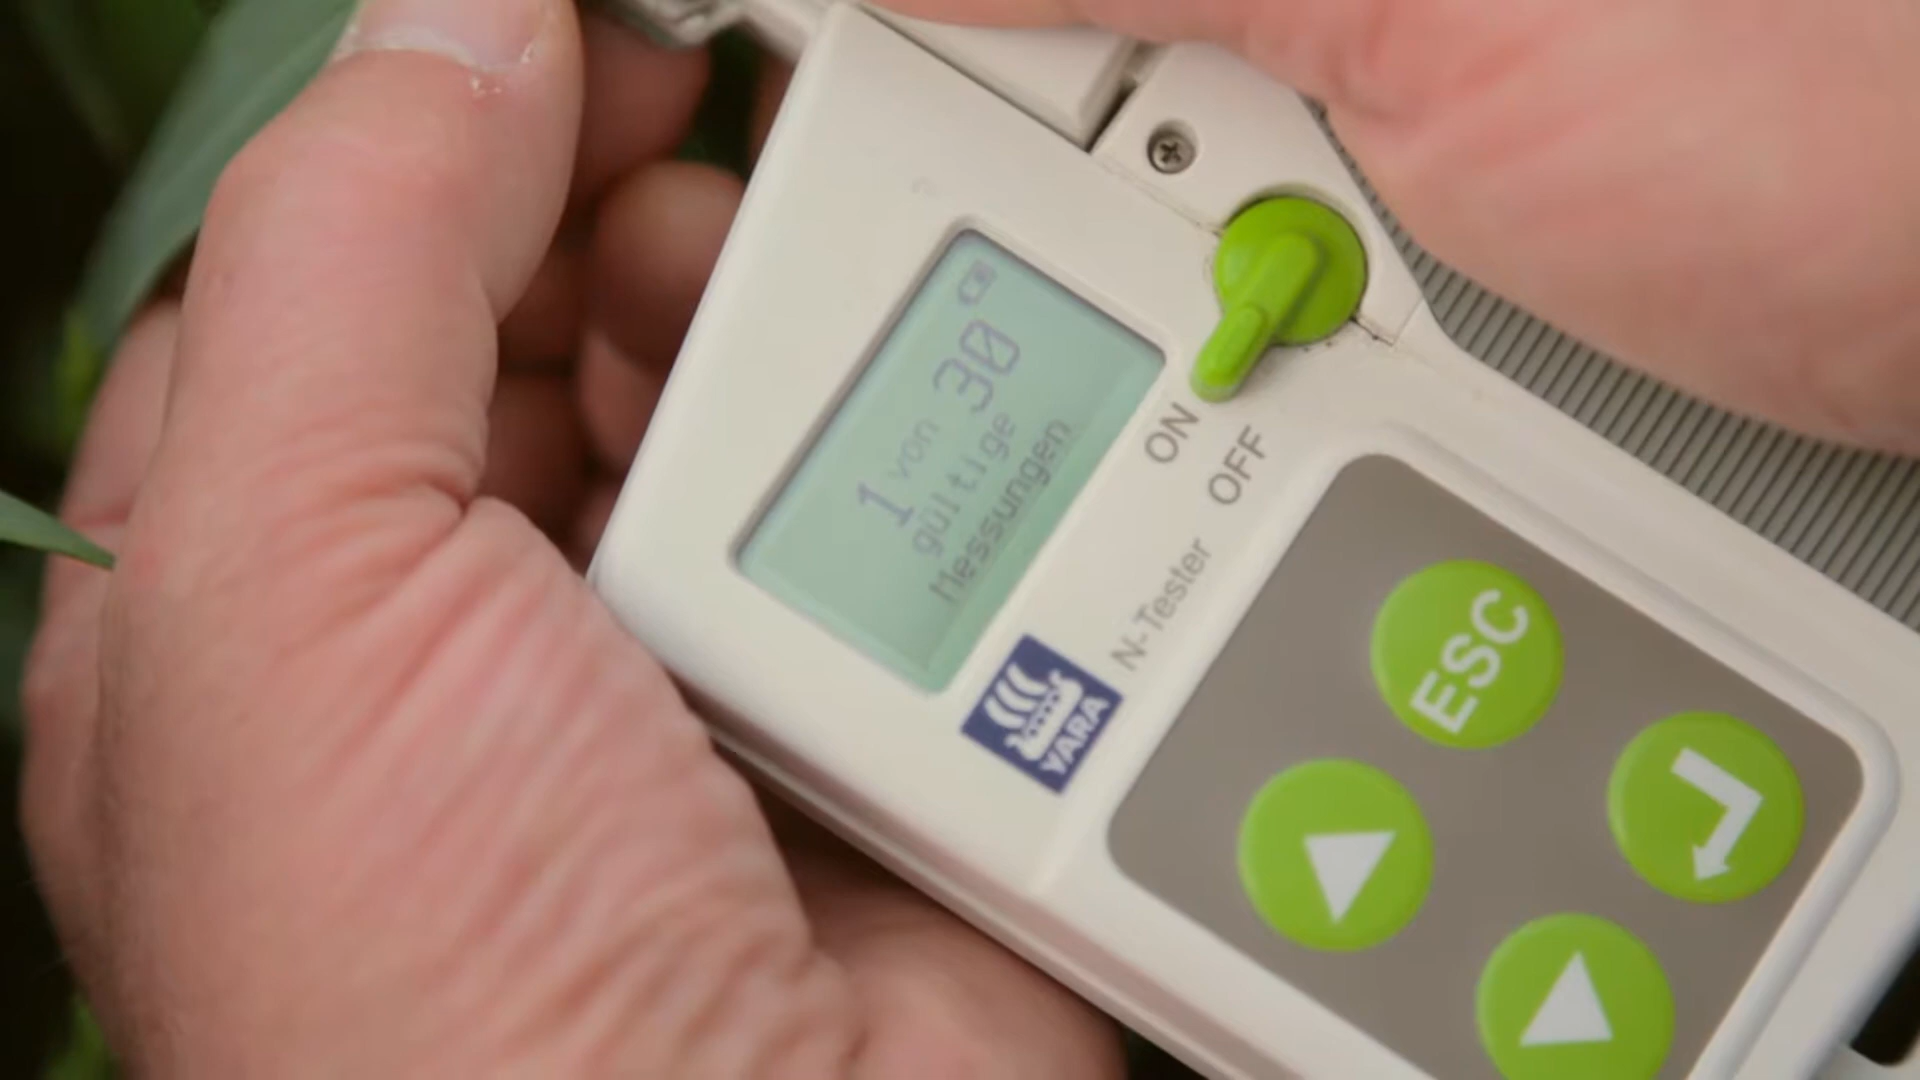 1 von 30
gültige
Messungen
ON
OFF
N-Tester
YARA
ESC